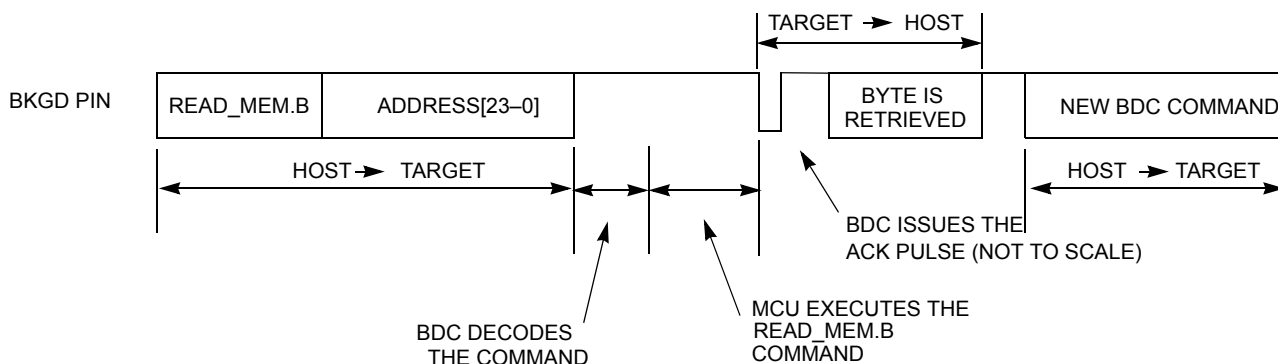 TARGET → HOST
BKGD PIN
READ_MEM.B
ADDRESS[23–0]
BYTE IS
RETRIEVED
NEW BDC COMMAND
HOST → TARGET
HOST → TARGET
BDC ISSUES THE
ACK PULSE (NOT TO SCALE)
BDC DECODES
THE COMMAND
MCU EXECUTES THE
READ_MEM.B
COMMAND